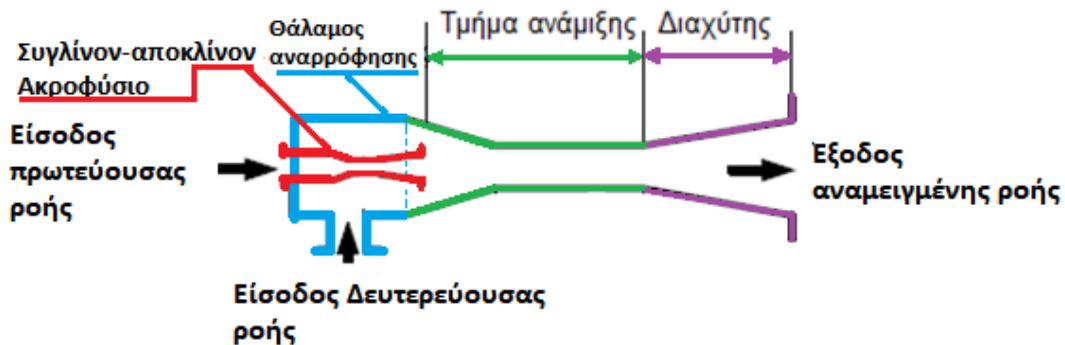 Συγλίνον-αποκλίνον
Ακροφύσιο
Θάλαμος
αναρρόφησης
Τμήμα ανάμιξης
Διαχύτης
Είσοδος
πρωτεύουσας
ροής
Έξοδος
αναμειγμένης ροής
Είσοδος Δευτερεύουσας
ροής